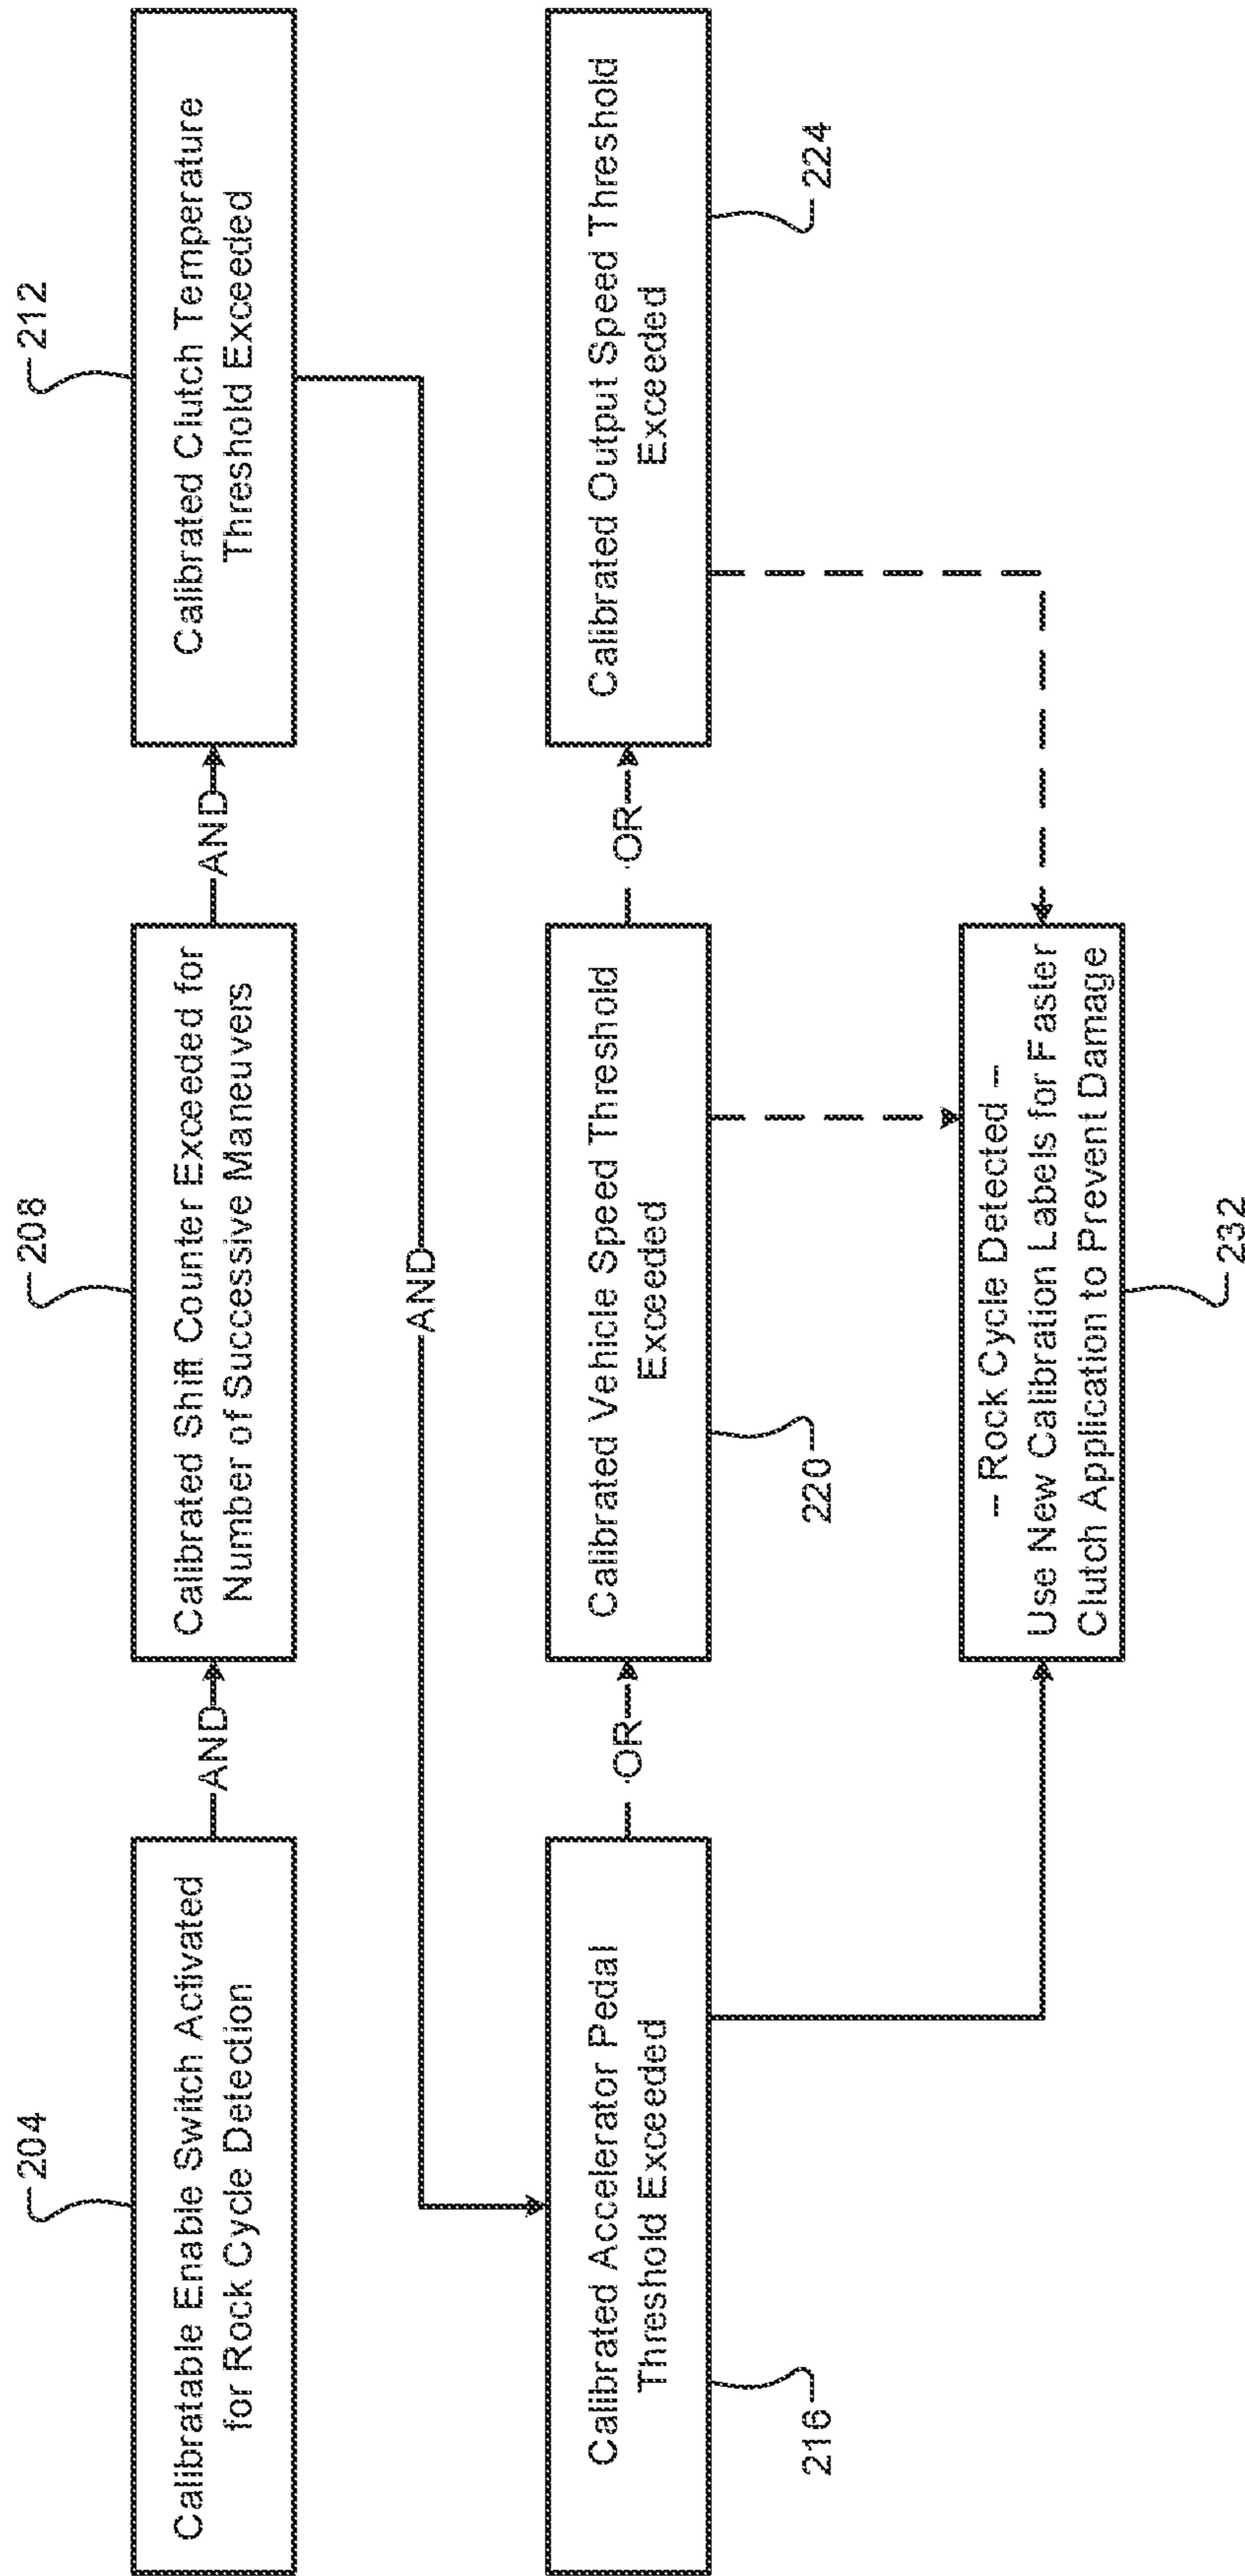 204
Calibratable Enable Switch Activated
for Rock Cycle Detection
AND
208
Calibrated Shift Counter Exceeded for
Number of Successive Maneuvers
AND
212
Calibrated Clutch Temperature
Threshold Exceeded
AND
Calibrated Accelerator Pedal
Threshold Exceeded
216
OR
Calibrated Vehicle Speed Threshold
Exceeded
220
OR
Calibrated Output Speed Threshold
Exceeded
224
-- Rock Cycle Detected --
Use New Calibration Labels for Faster
Clutch Application to Prevent Damage
232